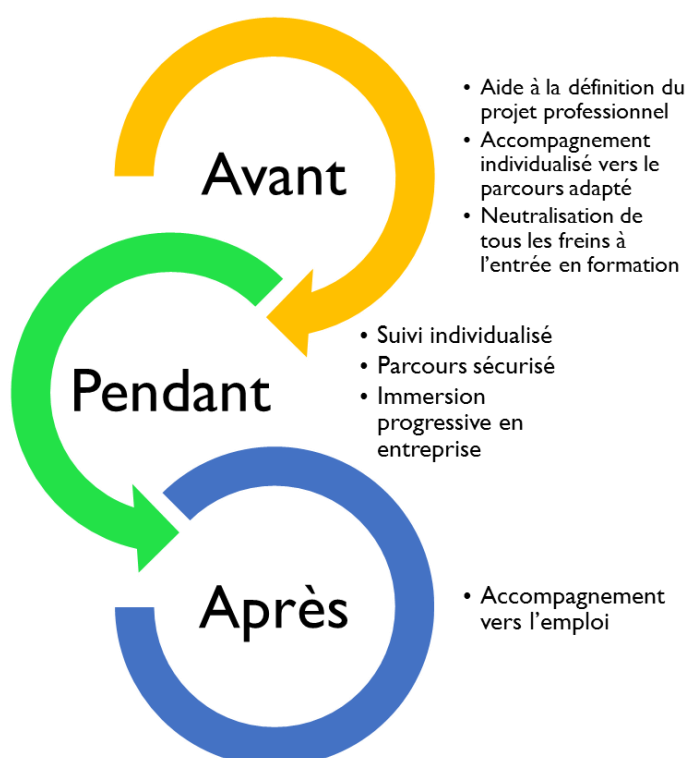 Avant
• Aide à la définition du
projet professionnel
• Accompagnement
individualisé vers le
parcours adapté
• Neutralisation de
tous les freins à
l'entrée en formation
Pendant
• Suivi individualisé
• Parcours sécurisé
• Immersion
progressive en
entreprise
Après
• Accompagnement
vers l'emploi